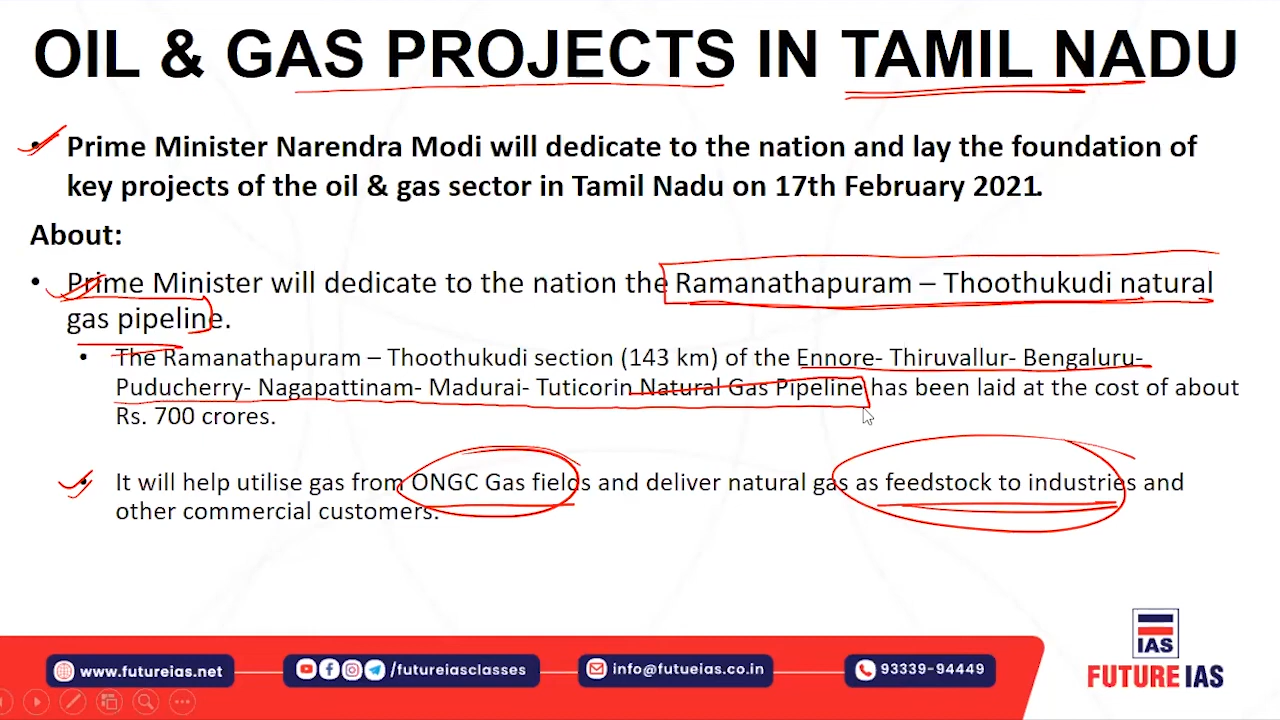 OIL & GAS PROJECTS IN TAMIL NADU
• Prime Minister Narendra Modi will dedicate to the nation and lay the foundation of
key projects of the oil & gas sector in Tamil Nadu on 17th February 2021.
About:
• Prime Minister will dedicate to the nation the Ramanathapuram – Thoothukudi natural
gas pipeline.
• The Ramanathapuram – Thoothukudi section (143 km) of the Ennore- Thiruvallur- Bengaluru-
Puducherry- Nagapattinam- Madurai- Tuticorin Natural Gas Pipeline has been laid at the cost of about
Rs. 700 crores.
• It will help utilise gas from ONGC Gas fields and deliver natural gas as feedstock to industries and
other commercial customers.
www.futureias.net
/futureiasclasses
info@futueias.co.in
93339-94449
IAS
FUTURE IAS